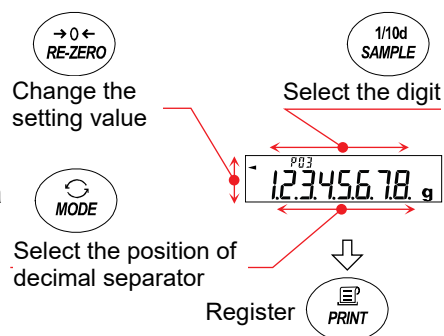 →0←
RE-ZERO
1/10d
SAMPLE
Change the
setting value
Select the digit
P03
1.2.3.4.5.6.7.8. g
MODE
Select the position of
decimal separator
Register
PRINT